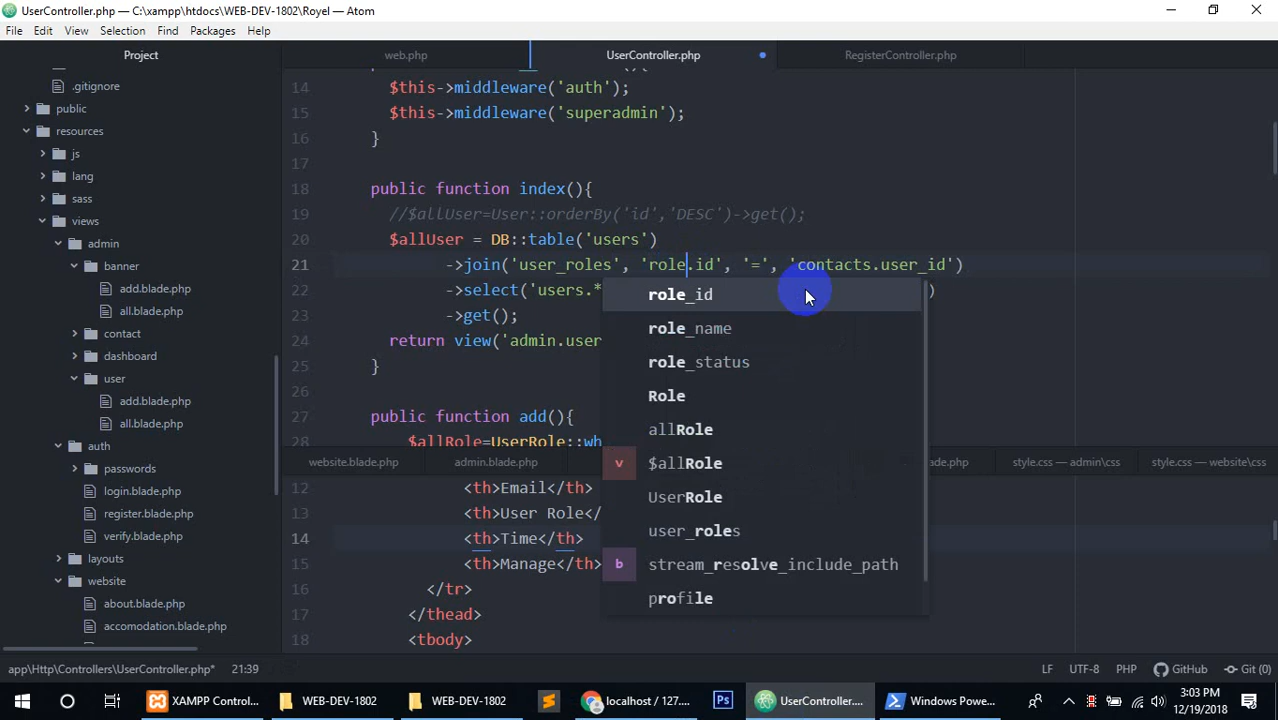 UserController.php — C:\xampp\htdocs\WEB-DEV-1802\Royel — Atom
File Edit View Selection Find Packages Help
Project
web.php UserController.php RegisterController.php
.gitignore
public
resources
js
lang
sass
views
admin
banner
add.blade.php
all.blade.php
contact
dashboard
user
add.blade.php
all.blade.php
auth
passwords
login.blade.php
register.blade.php
verify.blade.php
layouts
website
about.blade.php
accomodation.blade.php
14 $this->middleware('auth');
15 $this->middleware('superadmin');
16 }
17
18 public function index(){
19 //$allUser=User::orderBy('id','DESC')->get();
20 $allUser = DB::table('users')
21 ->join('user_roles', 'role.id', '=', 'contacts.user_id')
22 ->select('users.* )
23 ->get();
24 return view('admin.user
25 }
26
27 public function add(){
28 $allRole=UserRole::wh
role_id
role_name
role_status
Role
allRole
v $allRole
UserRole
user_roles
b stream_resolve_include_path
profile
website.blade.php admin.blade.php ade.php style.css — admin\css style.css — website\css
12 <th>Email</th>
13 <th>User Role</
14 <th>Time</th>
15 <th>Manage</th>
16 </tr>
17 </thead>
18 <tbody>
app\Http\Controllers\UserController.php* 21:39 LF UTF-8 PHP GitHub Git (0)
XAMPP Control... WEB-DEV-1802 WEB-DEV-1802 localhost / 127.... Ps UserController.... Windows Powe... 3:03 PM
12/19/2018